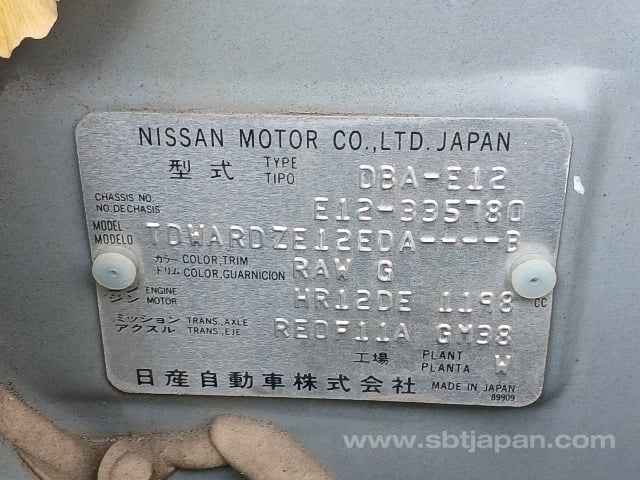 NISSAN MOTOR CO.,LTD. JAPAN
型式 TYPE TIPO DBA-E12
CHASSIS NO. NO. DE CHASIS E12-335780
MODEL MODELO TDWARDZE12EDA----B
カラー COLOR, TRIM
トリム COLOR, GUARNICION RAW G
ENGINE
ジン MOTOR HR12DE 1198 CC
ミッション TRANS., AXLE
アクスル TRANS., EJE RE0F11A GM38
工場 PLANT PLANTA W
日産自動車株式会社 MADE IN JAPAN
89909
www.sbtjapan.com